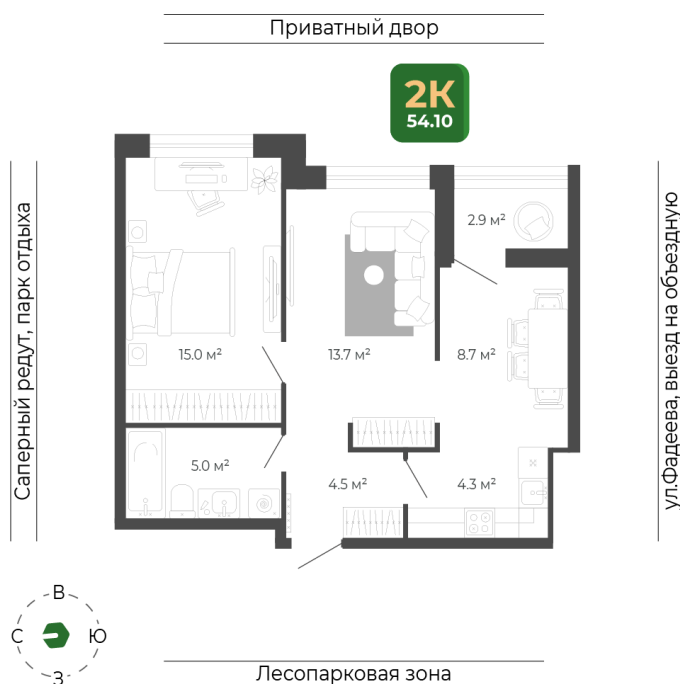 Приватный двор
2К
54.10
Саперный редут, парк отдыха
ул.Фадеева, выезд на объездную
2.9 м²
15.0 м²
13.7 м²
8.7 м²
5.0 м²
4.5 м²
4.3 м²
В
С
Ю
З
Лесопарковая зона